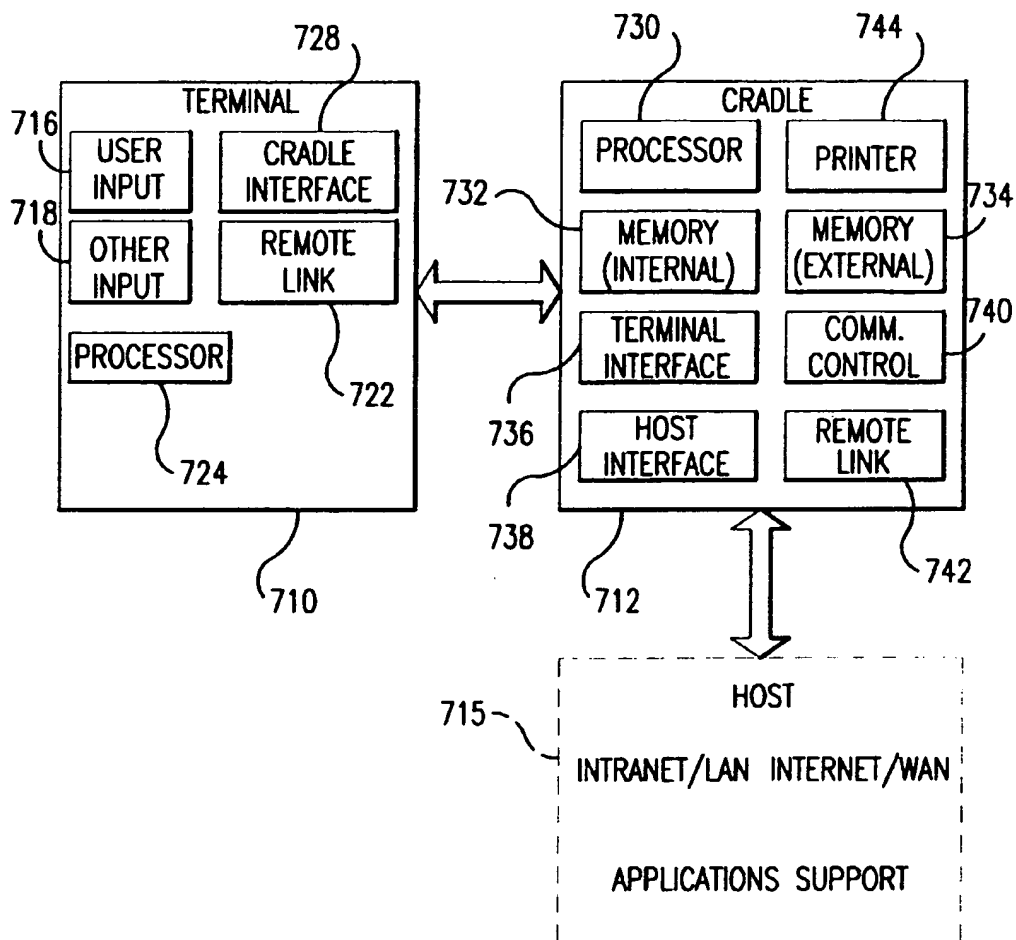 728
TERMINAL
716
USER
INPUT
CRADLE
INTERFACE
718
OTHER
INPUT
REMOTE
LINK
PROCESSOR
722
724
710
730
744
CRADLE
PROCESSOR
PRINTER
732
734
MEMORY
(INTERNAL)
MEMORY
(EXTERNAL)
740
TERMINAL
INTERFACE
COMM.
CONTROL
736
HOST
INTERFACE
REMOTE
LINK
738
712
742
715
HOST
INTRANET/LAN INTERNET/WAN
APPLICATIONS SUPPORT